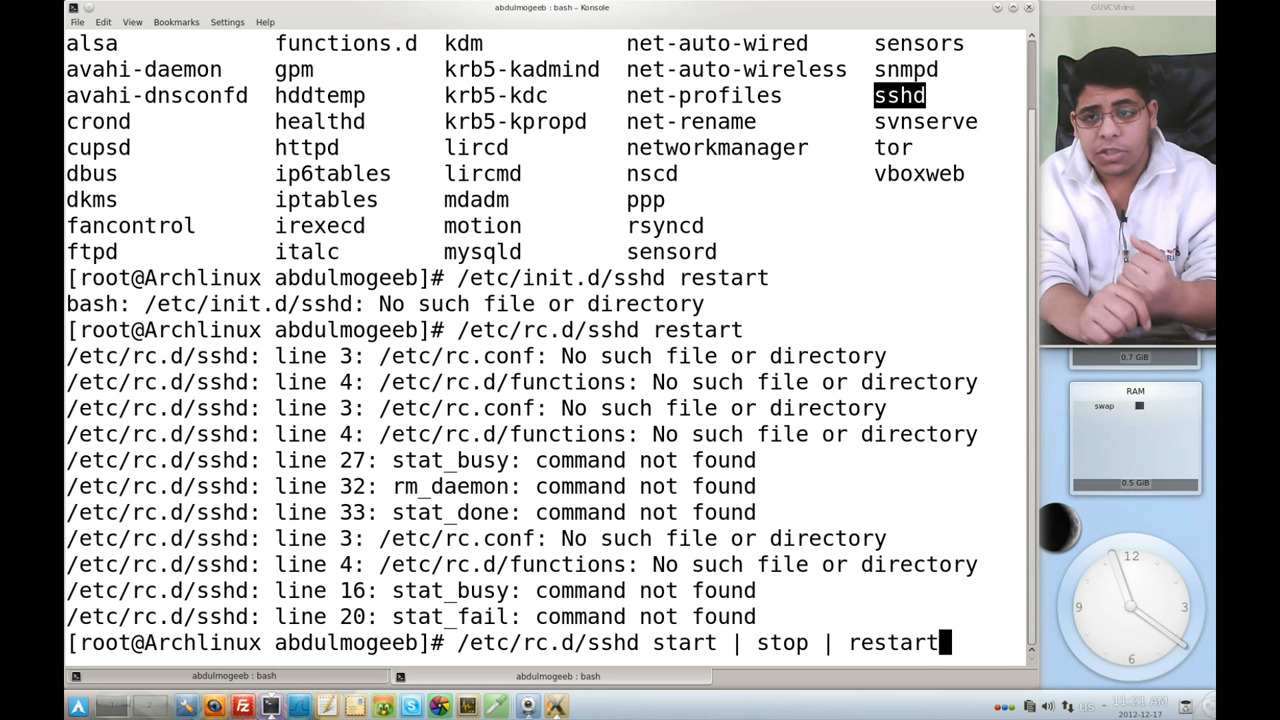 abdulmogeeb : bash – Konsole
GUVCVideo
File Edit View Bookmarks Settings Help
alsa functions.d kdm net-auto-wired sensors
avahi-daemon gpm krb5-kadmind net-auto-wireless snmpd
avahi-dnsconfd hddtemp krb5-kdc net-profiles sshd
crond healthd krb5-kpropd net-rename svnserve
cupsd httpd lircd networkmanager tor
dbus ip6tables lircmd nscd vboxweb
dkms iptables mdadm ppp
fancontrol irexecd motion rsyncd
ftpd italc mysqld sensord
[root@Archlinux abdulmogeeb]# /etc/init.d/sshd restart
bash: /etc/init.d/sshd: No such file or directory
[root@Archlinux abdulmogeeb]# /etc/rc.d/sshd restart
/etc/rc.d/sshd: line 3: /etc/rc.conf: No such file or directory
/etc/rc.d/sshd: line 4: /etc/rc.d/functions: No such file or directory
/etc/rc.d/sshd: line 3: /etc/rc.conf: No such file or directory
/etc/rc.d/sshd: line 4: /etc/rc.d/functions: No such file or directory
/etc/rc.d/sshd: line 27: stat_busy: command not found
/etc/rc.d/sshd: line 32: rm_daemon: command not found
/etc/rc.d/sshd: line 33: stat_done: command not found
/etc/rc.d/sshd: line 3: /etc/rc.conf: No such file or directory
/etc/rc.d/sshd: line 4: /etc/rc.d/functions: No such file or directory
/etc/rc.d/sshd: line 16: stat_busy: command not found
/etc/rc.d/sshd: line 20: stat_fail: command not found
[root@Archlinux abdulmogeeb]# /etc/rc.d/sshd start | stop | restart
0.7 GiB
RAM
swap
0.5 GiB
12
9 3
6
abdulmogeeb : bash
abdulmogeeb : bash
1 2
US
11:21 AM
2012-12-17